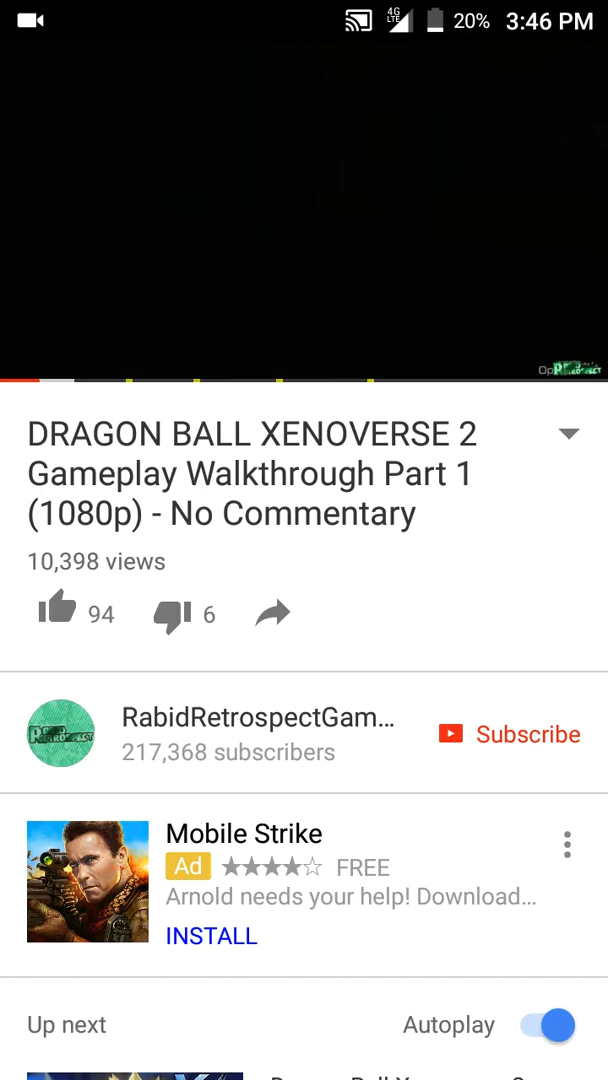 4G
LTE
20% 3:46 PM
DRAGON BALL XENOVERSE 2
Gameplay Walkthrough Part 1
(1080p) - No Commentary
10,398 views
94 6
RabidRetrospectGam...
217,368 subscribers
Subscribe
Mobile Strike
Ad FREE
Arnold needs your help! Download...
INSTALL
Up next Autoplay